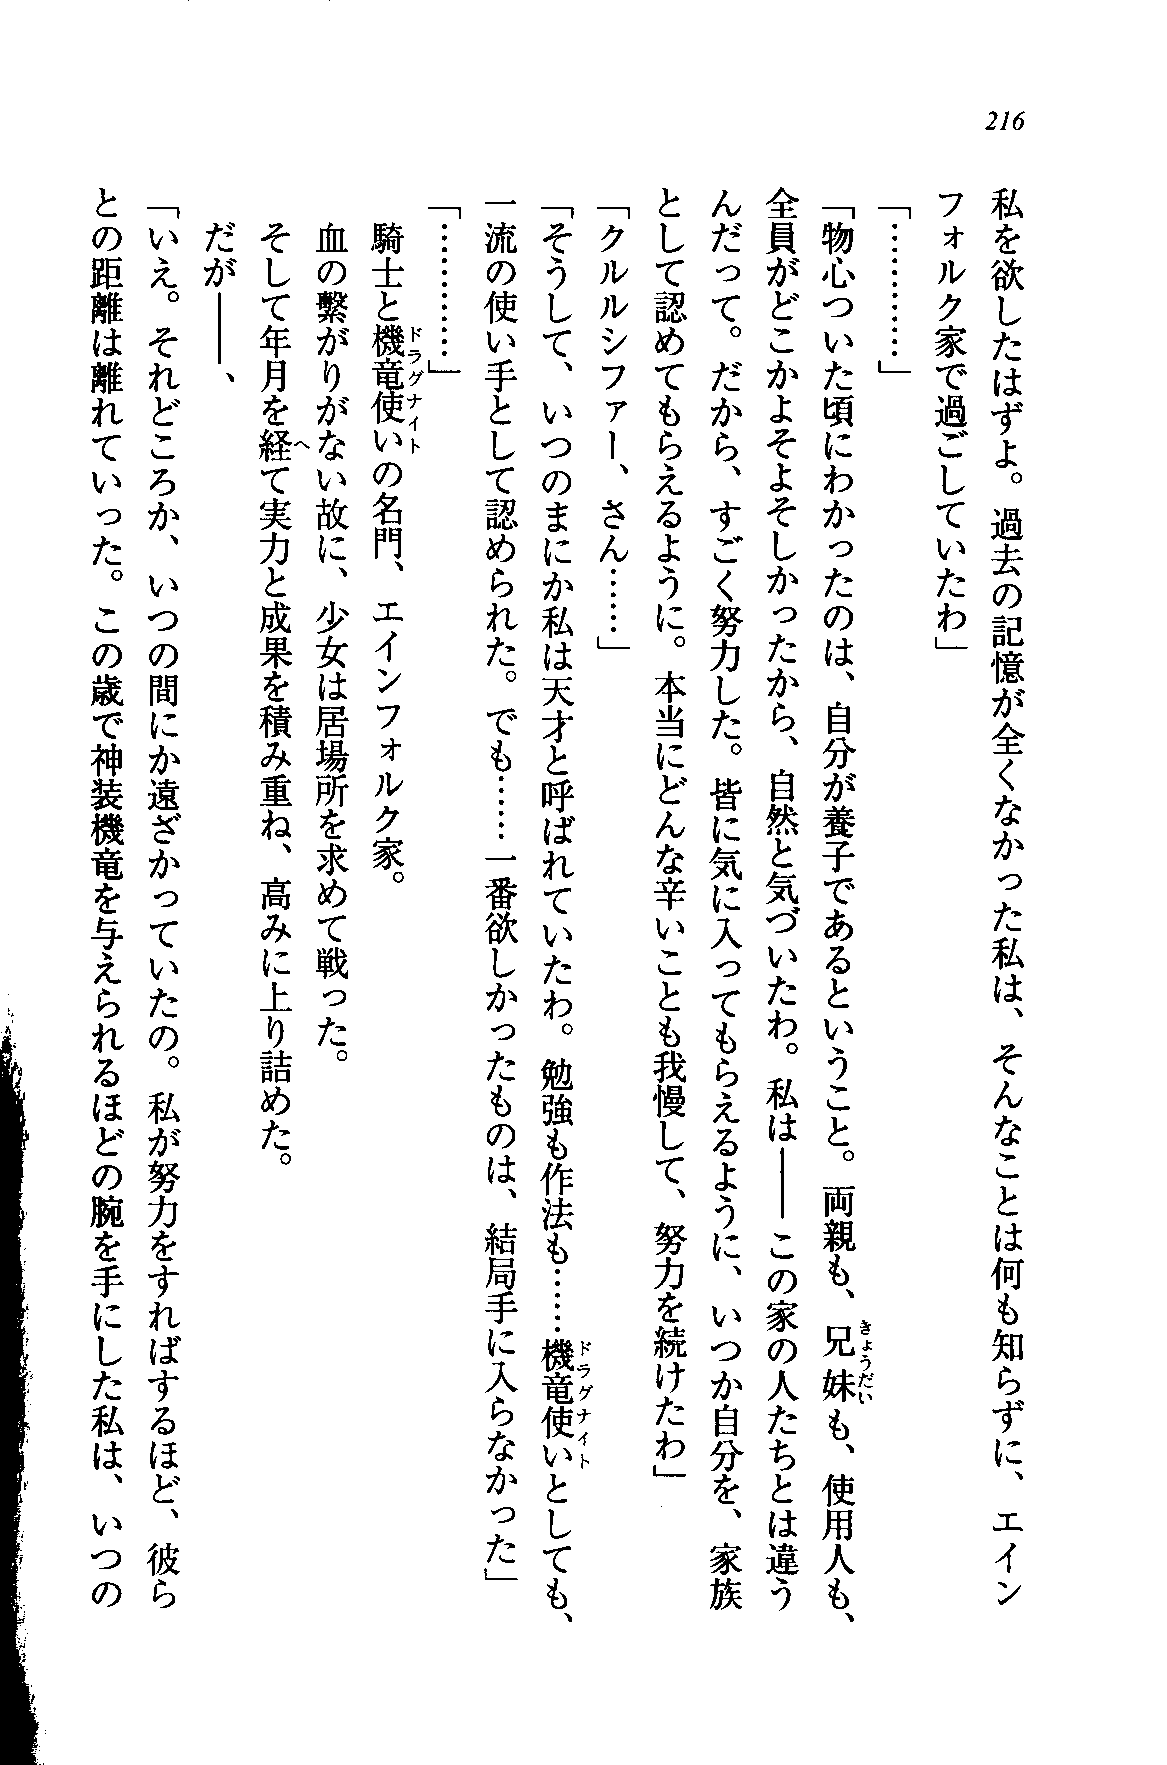 216
私を欲したはずよ。過去の記憶が全くなかった私は、そんなことは何も知らずに、エイン
フォルク家で過ごしていたわ」
「…………」
「物心ついた頃にわかったのは、自分が養子であるということ。両親も、兄妹も、使用人も、
全員がどこかよそよそしかったから、自然と気づいたわ。私は――この家の人たちとは違う
んだって。だから、すごく努力した。皆に気に入ってもらえるように、いつか自分を、家族
として認めてもらえるように。本当にどんな辛いことも我慢して、努力を続けたわ」
「クルルシファー、さん……」
「そうして、いつのまにか私は天才と呼ばれていたわ。勉強も作法も……機竜使いとしても、
一流の使い手として認められた。でも……一番欲しかったものは、結局手に入らなかった」
「…………」
騎士と機竜使いの名門、エインフォルク家。
血の繋がりがない故に、少女は居場所を求めて戦った。
そして年月を経て実力と成果を積み重ね、高みに上り詰めた。
だが――、
「いえ。それどころか、いつの間にか遠ざかっていたの。私が努力をすればするほど、彼ら
との距離は離れていった。この歳で神装機竜を与えられるほどの腕を手にした私は、いつの